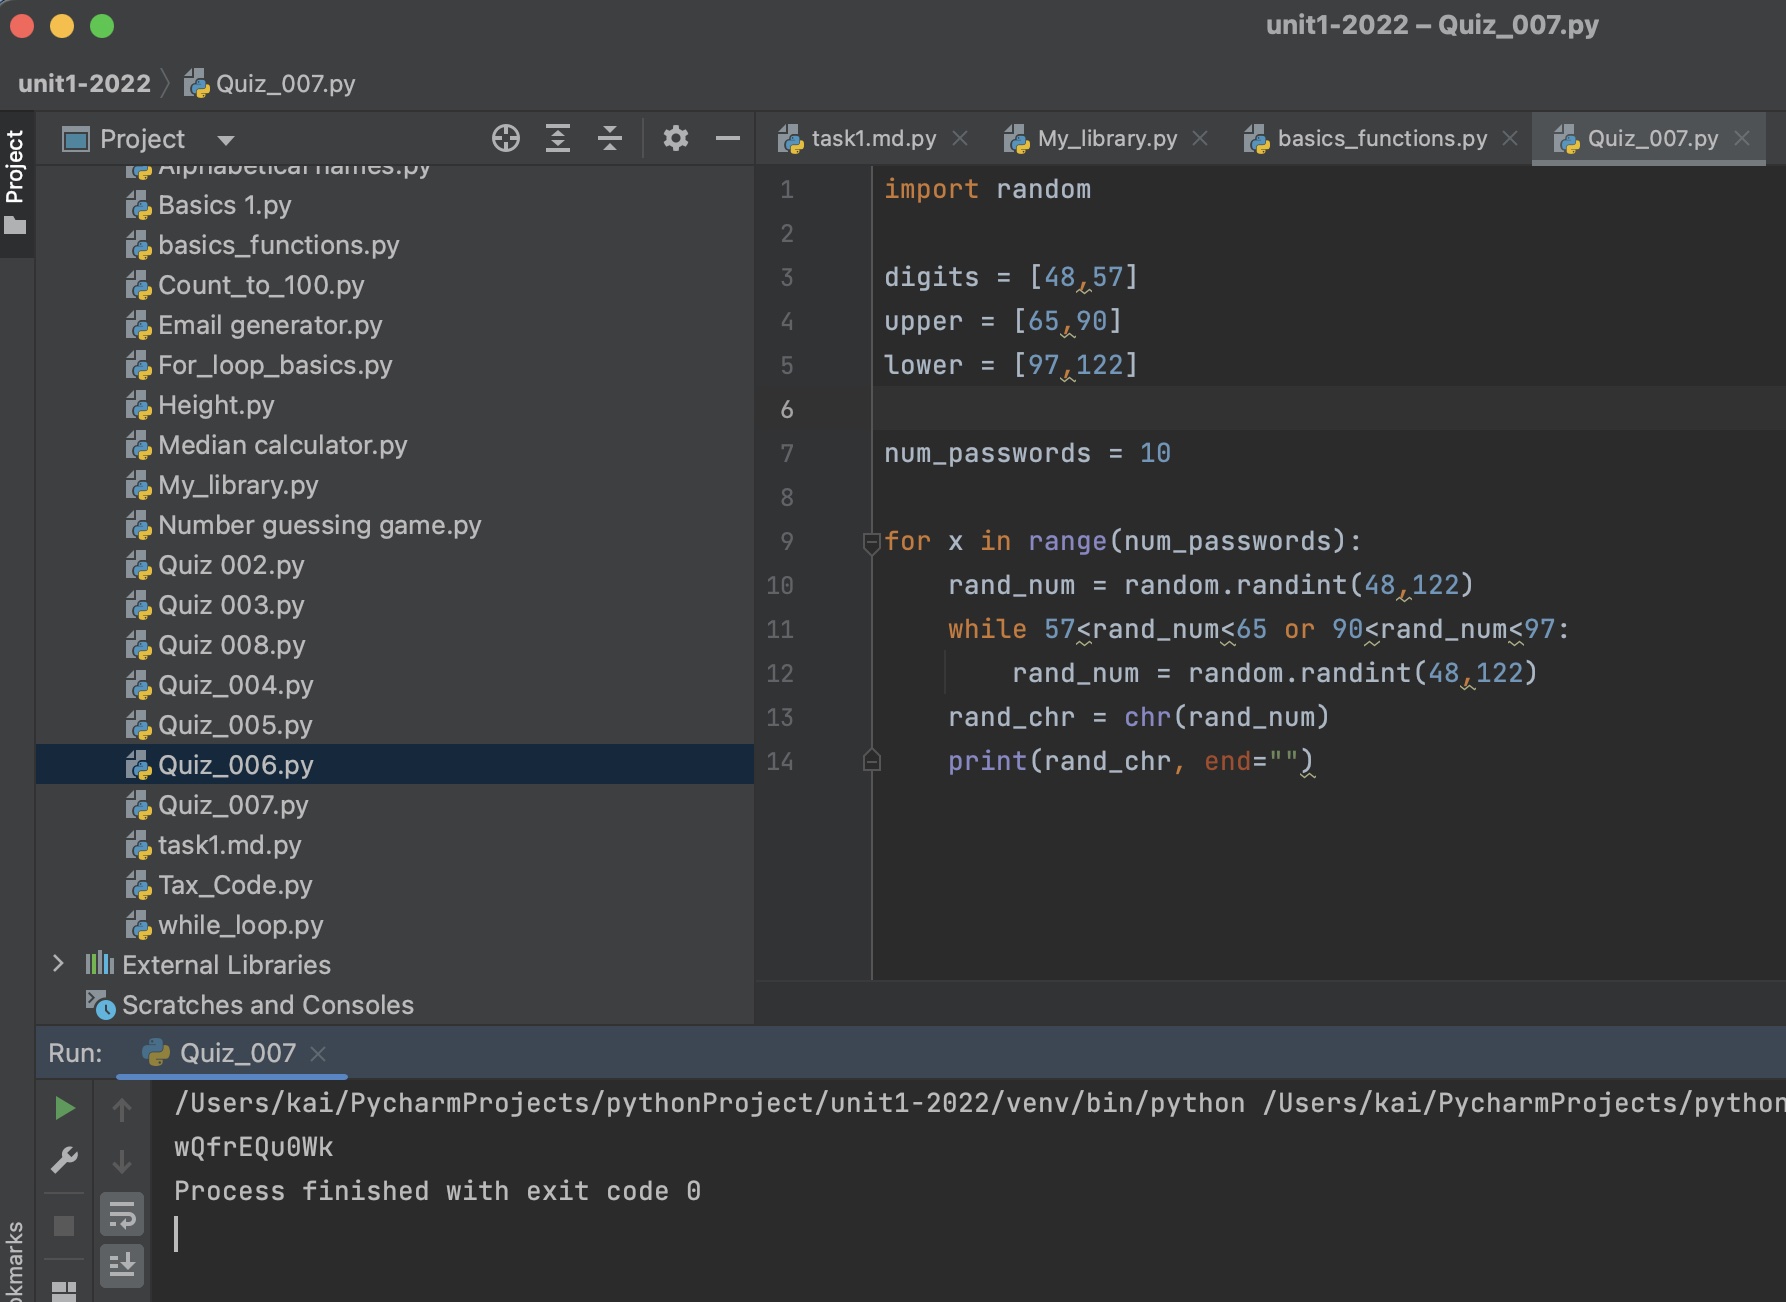 unit1-2022 – Quiz_007.py
unit1-2022 Quiz_007.py
Project
Project
task1.md.py
My_library.py
basics_functions.py
Quiz_007.py
Alphabetical names.py
Basics 1.py
basics_functions.py
Count_to_100.py
Email generator.py
For_loop_basics.py
Height.py
Median calculator.py
My_library.py
Number guessing game.py
Quiz 002.py
Quiz 003.py
Quiz 008.py
Quiz_004.py
Quiz_005.py
Quiz_006.py
Quiz_007.py
task1.md.py
Tax_Code.py
while_loop.py
External Libraries
Scratches and Consoles
1 import random
2
3 digits = [48,57]
4 upper = [65,90]
5 lower = [97,122]
6
7 num_passwords = 10
8
9 for x in range(num_passwords):
10 rand_num = random.randint(48,122)
11 while 57<rand_num<65 or 90<rand_num<97:
12 rand_num = random.randint(48,122)
13 rand_chr = chr(rand_num)
14 print(rand_chr, end="")
Run: Quiz_007
/Users/kai/PycharmProjects/pythonProject/unit1-2022/venv/bin/python /Users/kai/PycharmProjects/python
wQfrEQu0Wk
Process finished with exit code 0
okmarks